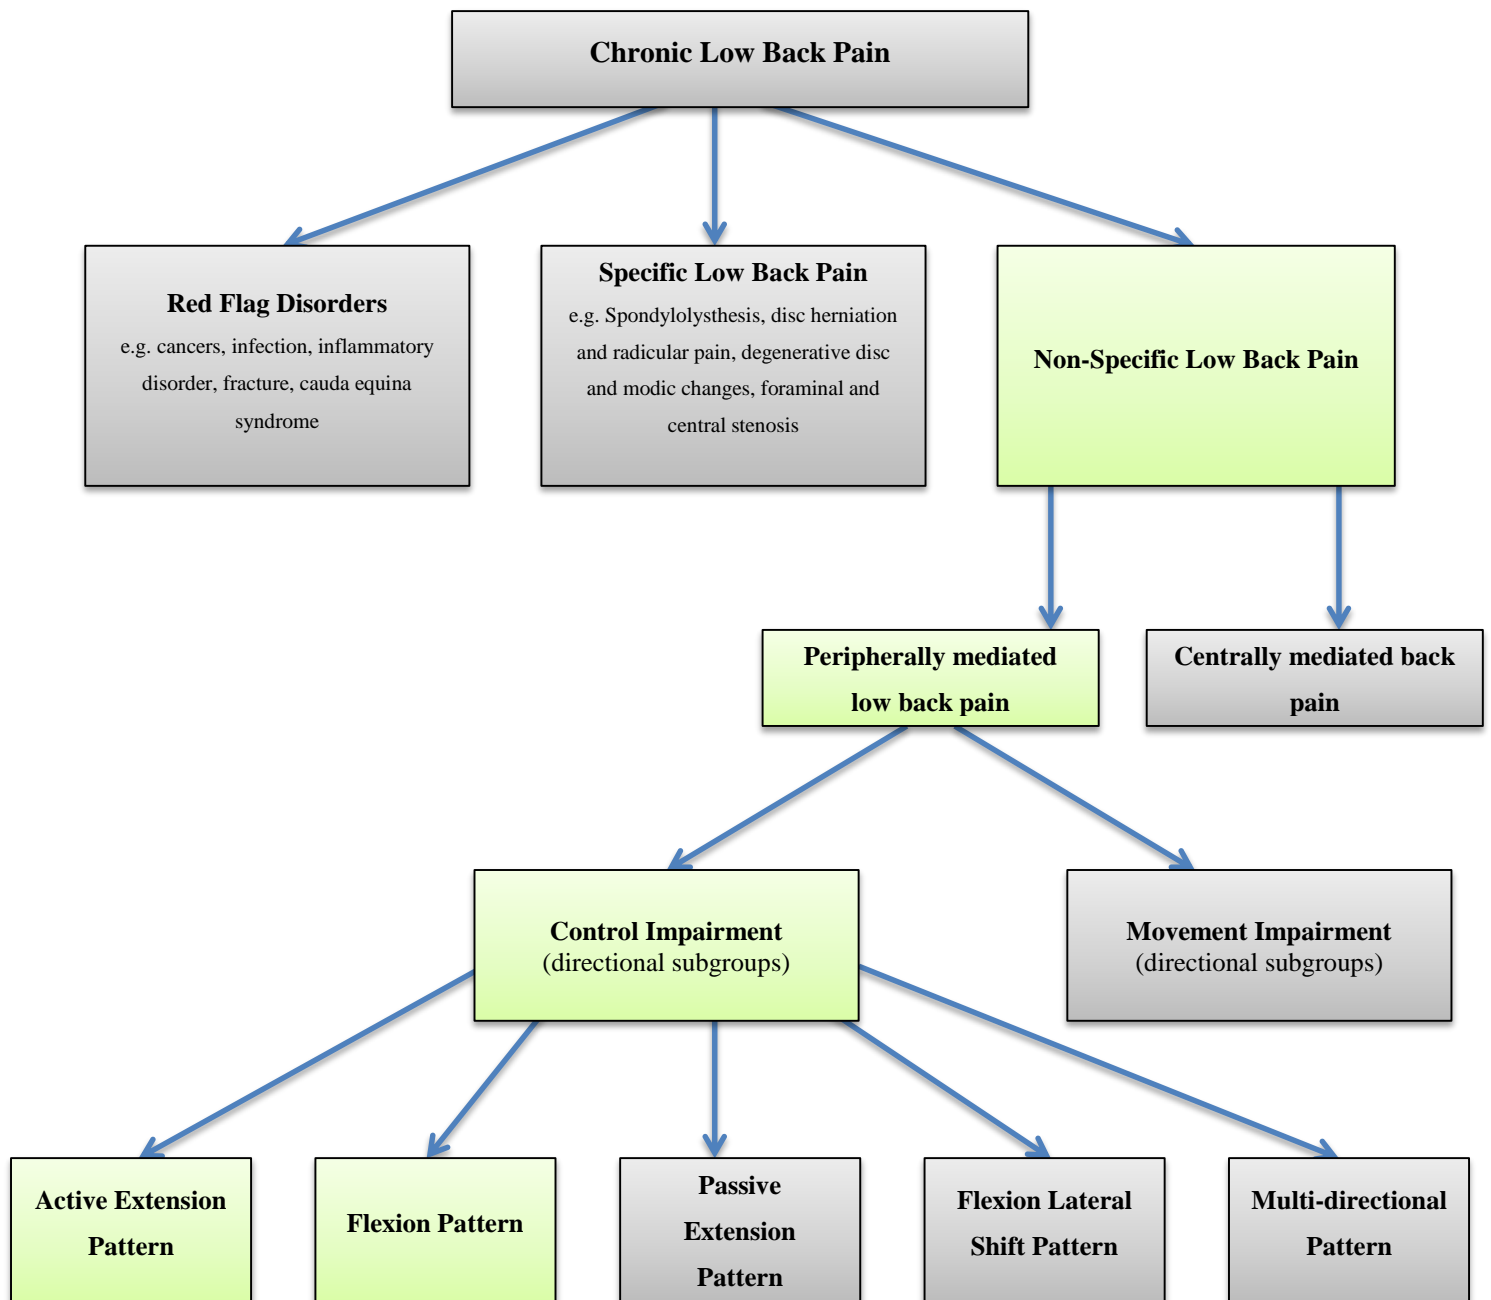 Chronic Low Back Pain
Red Flag Disorders
e.g. cancers, infection, inflammatory
disorder, fracture, cauda equina
syndrome
Specific Low Back Pain
e.g. Spondylolysthesis, disc herniation
and radicular pain, degenerative disc
and modic changes, foraminal and
central stenosis
Non-Specific Low Back Pain
Peripherally mediated
low back pain
Centrally mediated back
pain
Control Impairment
(directional subgroups)
Movement Impairment
(directional subgroups)
Active Extension
Pattern
Flexion Pattern
Passive
Extension
Pattern
Flexion Lateral
Shift Pattern
Multi-directional
Pattern